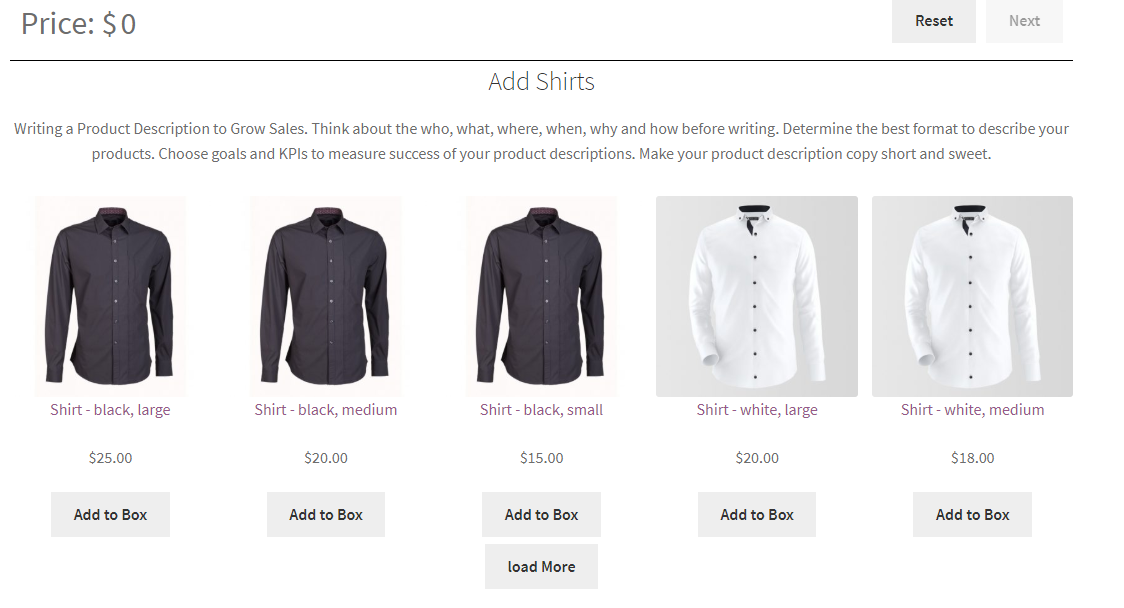 Price: $ 0
Reset
Next
Add Shirts
Writing a Product Description to Grow Sales. Think about the who, what, where, when, why and how before writing. Determine the best format to describe your
products. Choose goals and KPIs to measure success of your product descriptions. Make your product description copy short and sweet.
Shirt - black, large
Shirt - black, medium
Shirt - black, small
Shirt - white, large
Shirt - white, medium
$25.00
$20.00
$15.00
$20.00
$18.00
Add to Box
Add to Box
Add to Box
Add to Box
Add to Box
load More